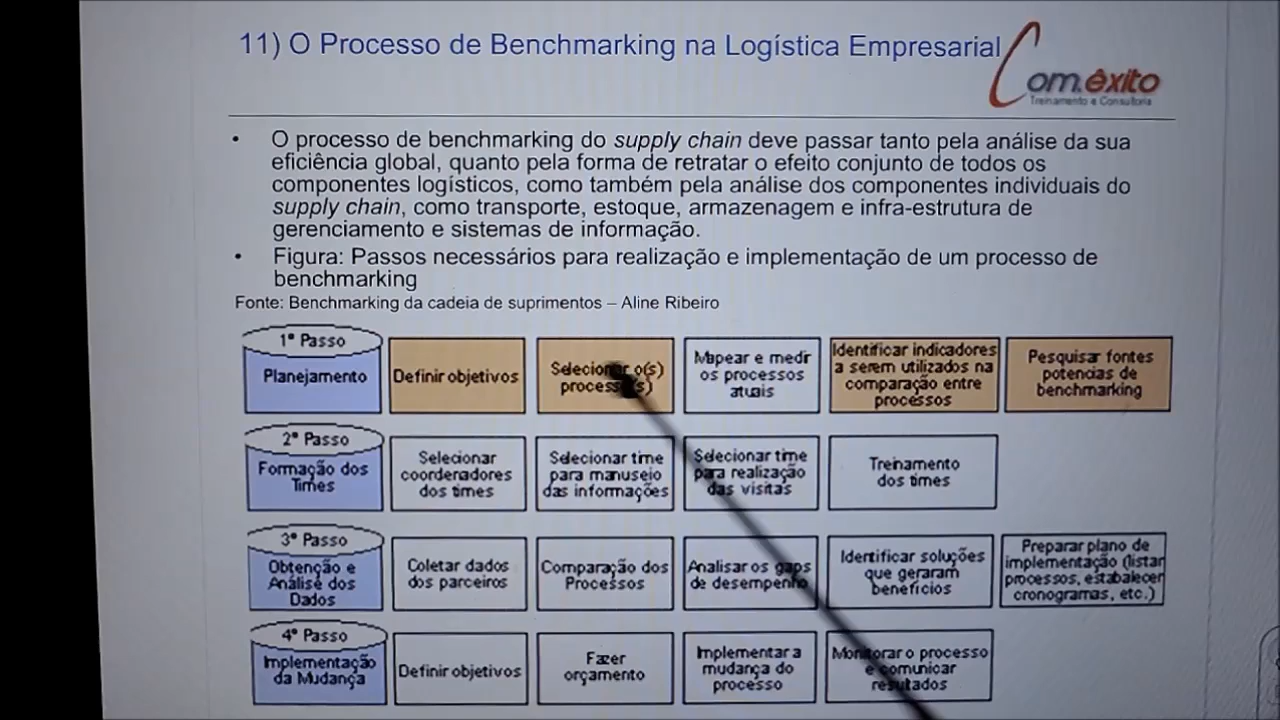 11) O Processo de Benchmarking na Logística Empresarial
Com.êxito
Treinamento e Consultoria
• O processo de benchmarking do supply chain deve passar tanto pela análise da sua
eficiência global, quanto pela forma de retratar o efeito conjunto de todos os
componentes logísticos, como também pela análise dos componentes individuais do
supply chain, como transporte, estoque, armazenagem e infra-estrutura de
gerenciamento e sistemas de informação.
• Figura: Passos necessários para realização e implementação de um processo de
benchmarking
Fonte: Benchmarking da cadeia de suprimentos – Aline Ribeiro
1º Passo
Planejamento
Definir objetivos
Selecionar o(s)
processo(s)
Mapear e medir
os processos
atuais
Identificar indicadores
a serem utilizados na
comparação entre
processos
Pesquisar fontes
potencias de
benchmarking
2º Passo
Formação dos
Times
Selecionar
coordenadores
dos times
Selecionar time
para manuseio
das informações
Selecionar time
para realização
das visitas
Treinamento
dos times
3º Passo
Obtenção e
Análise dos
Dados
Coletar dados
dos parceiros
Comparação dos
Processos
Analisar os gaps
de desempenho
Identificar soluções
que geraram
benefícios
Preparar plano de
implementação (listar
processos, estabalecer
cronogramas, etc.)
4º Passo
Implementação
da Mudança
Definir objetivos
Fazer
orçamento
Implementar a
mudança do
processo
Monitorar o processo
e comunicar
resultados